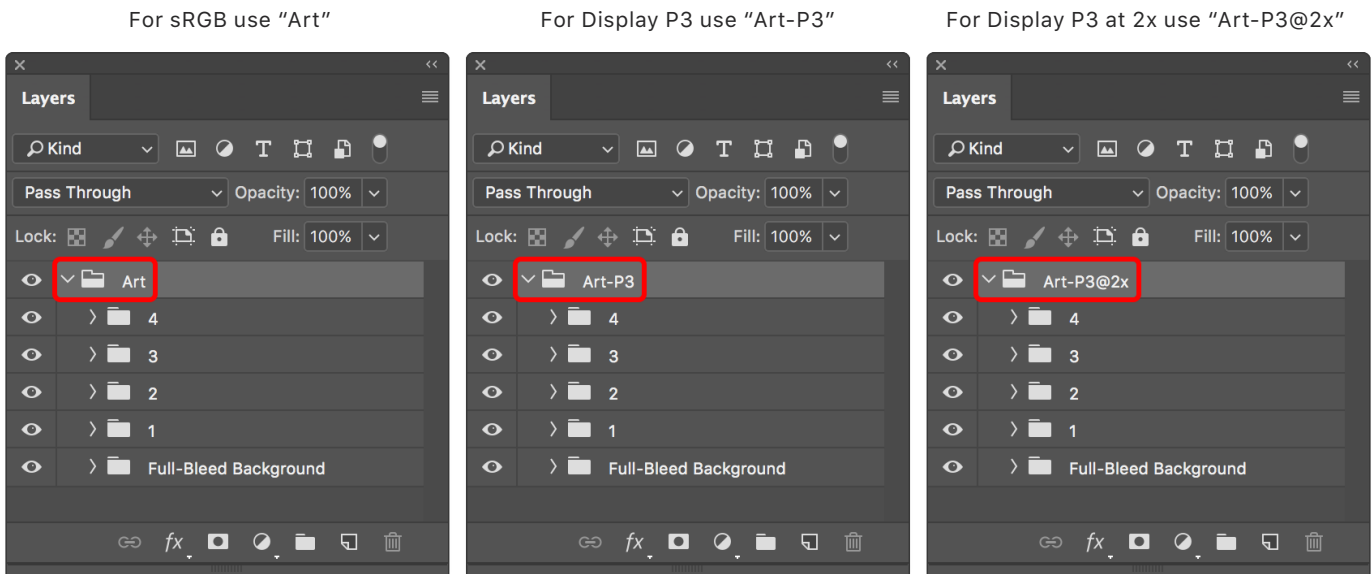 For sRGB use “Art”
Layers
Kind
Pass Through Opacity: 100%
Lock: Fill: 100%
Art
4
3
2
1
Full-Bleed Background
fx
For Display P3 use “Art-P3”
Layers
Kind
Pass Through Opacity: 100%
Lock: Fill: 100%
Art-P3
4
3
2
1
Full-Bleed Background
fx
For Display P3 at 2x use “Art-P3@2x”
Layers
Kind
Pass Through Opacity: 100%
Lock: Fill: 100%
Art-P3@2x
4
3
2
1
Full-Bleed Background
fx